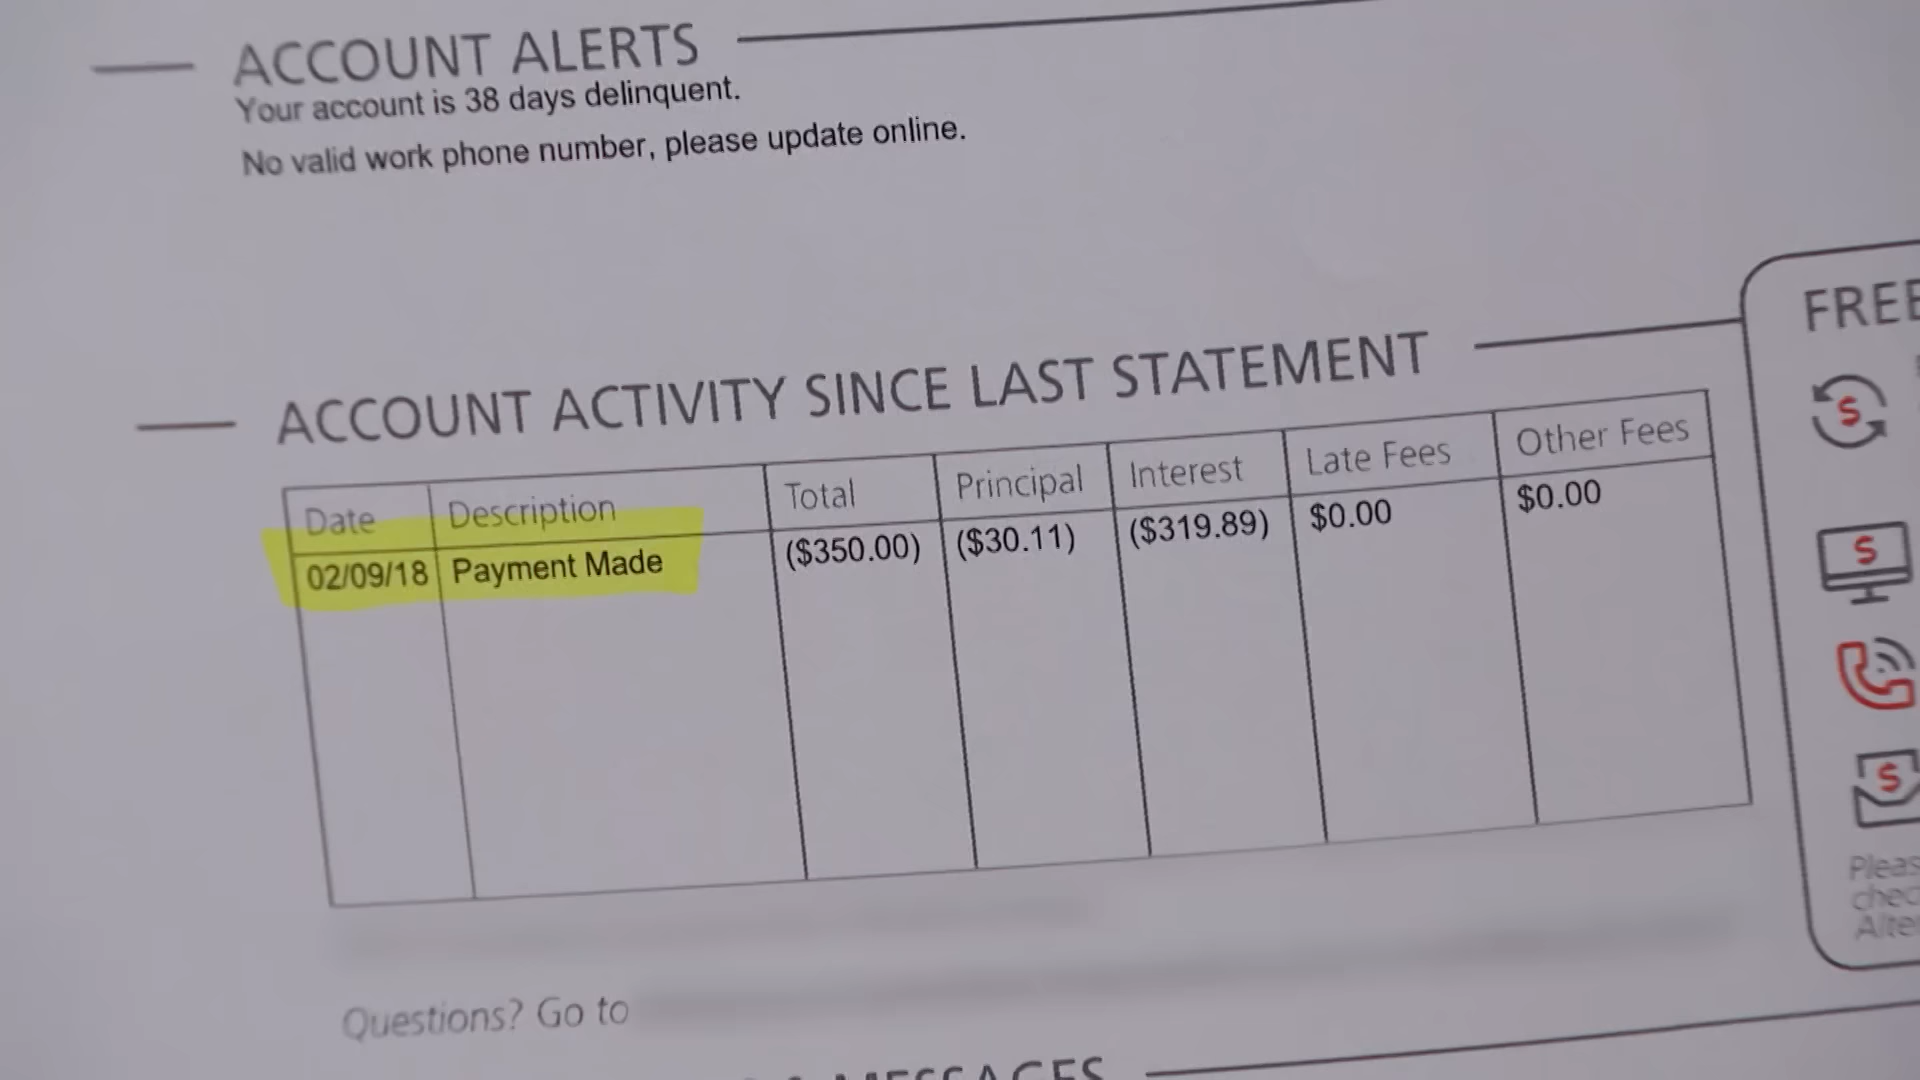 ACCOUNT ALERTS
Your account is 38 days delinquent.
No valid work phone number, please update online.
ACCOUNT ACTIVITY SINCE LAST STATEMENT
Date Description Total Principal Interest Late Fees Other Fees
02/09/18 Payment Made ($350.00) ($30.11) ($319.89) $0.00 $0.00
Questions? Go to
MESSAGES
FREE
$
$
$